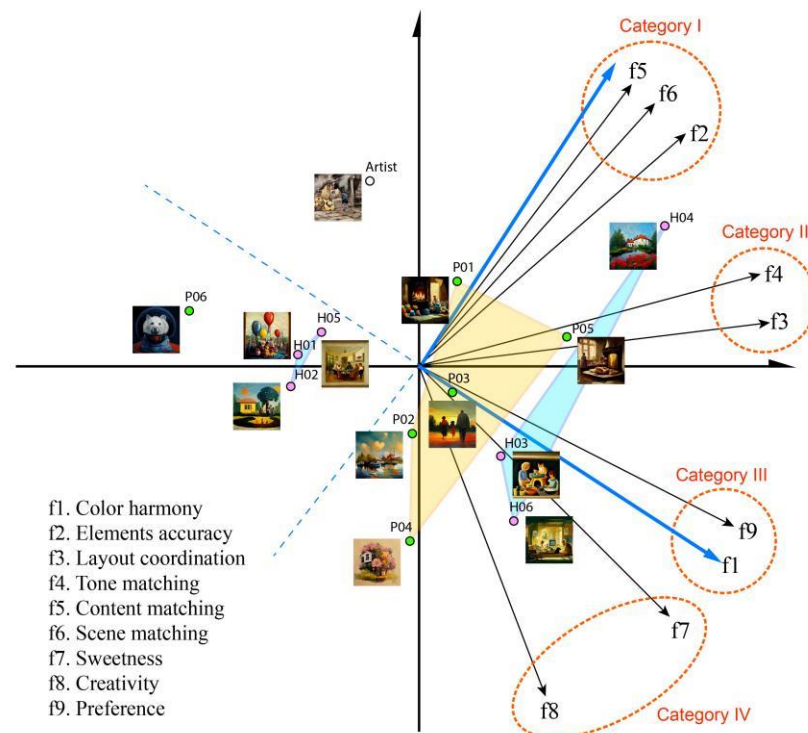 Category I
f5
f6
f2
Artist
H04
Category II
f4
f3
P01
P06
H05
P05
H01
H02
P03
P02
H03
Category III
f9
f1
H06
P04
f7
f8
Category IV
f1. Color harmony
f2. Elements accuracy
f3. Layout coordination
f4. Tone matching
f5. Content matching
f6. Scene matching
f7. Sweetness
f8. Creativity
f9. Preference